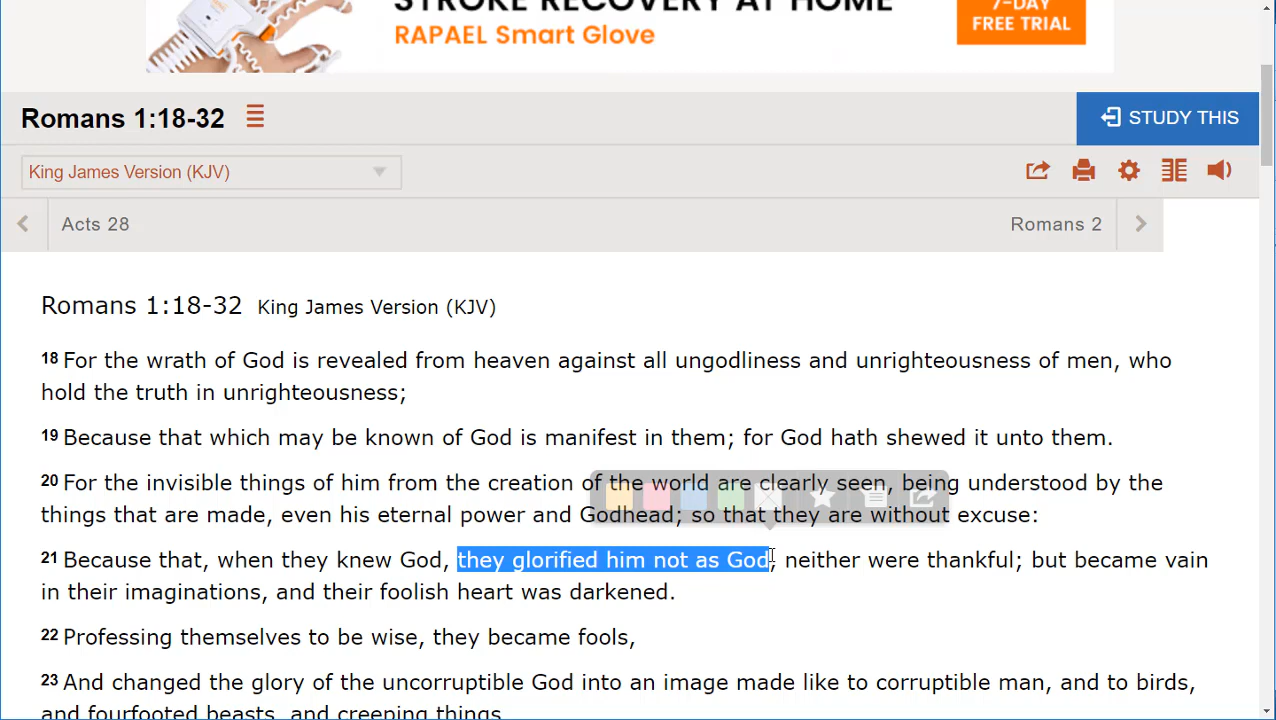 STROKE RECOVERY AT HOME
7-DAY
RAPAEL Smart Glove
FREE TRIAL
Romans 1:18-32
STUDY THIS
King James Version (KJV)
Acts 28
Romans 2
Romans 1:18-32 King James Version (KJV)
18 For the wrath of God is revealed from heaven against all ungodliness and unrighteousness of men, who
hold the truth in unrighteousness;
19 Because that which may be known of God is manifest in them; for God hath shewed it unto them.
20 For the invisible things of him from the creation of the world are clearly seen, being understood by the
things that are made, even his eternal power and Godhead; so that they are without excuse:
21 Because that, when they knew God, they glorified him not as God, neither were thankful; but became vain
in their imaginations, and their foolish heart was darkened.
22 Professing themselves to be wise, they became fools,
23 And changed the glory of the uncorruptible God into an image made like to corruptible man, and to birds,
and fourfooted beasts, and creeping things.